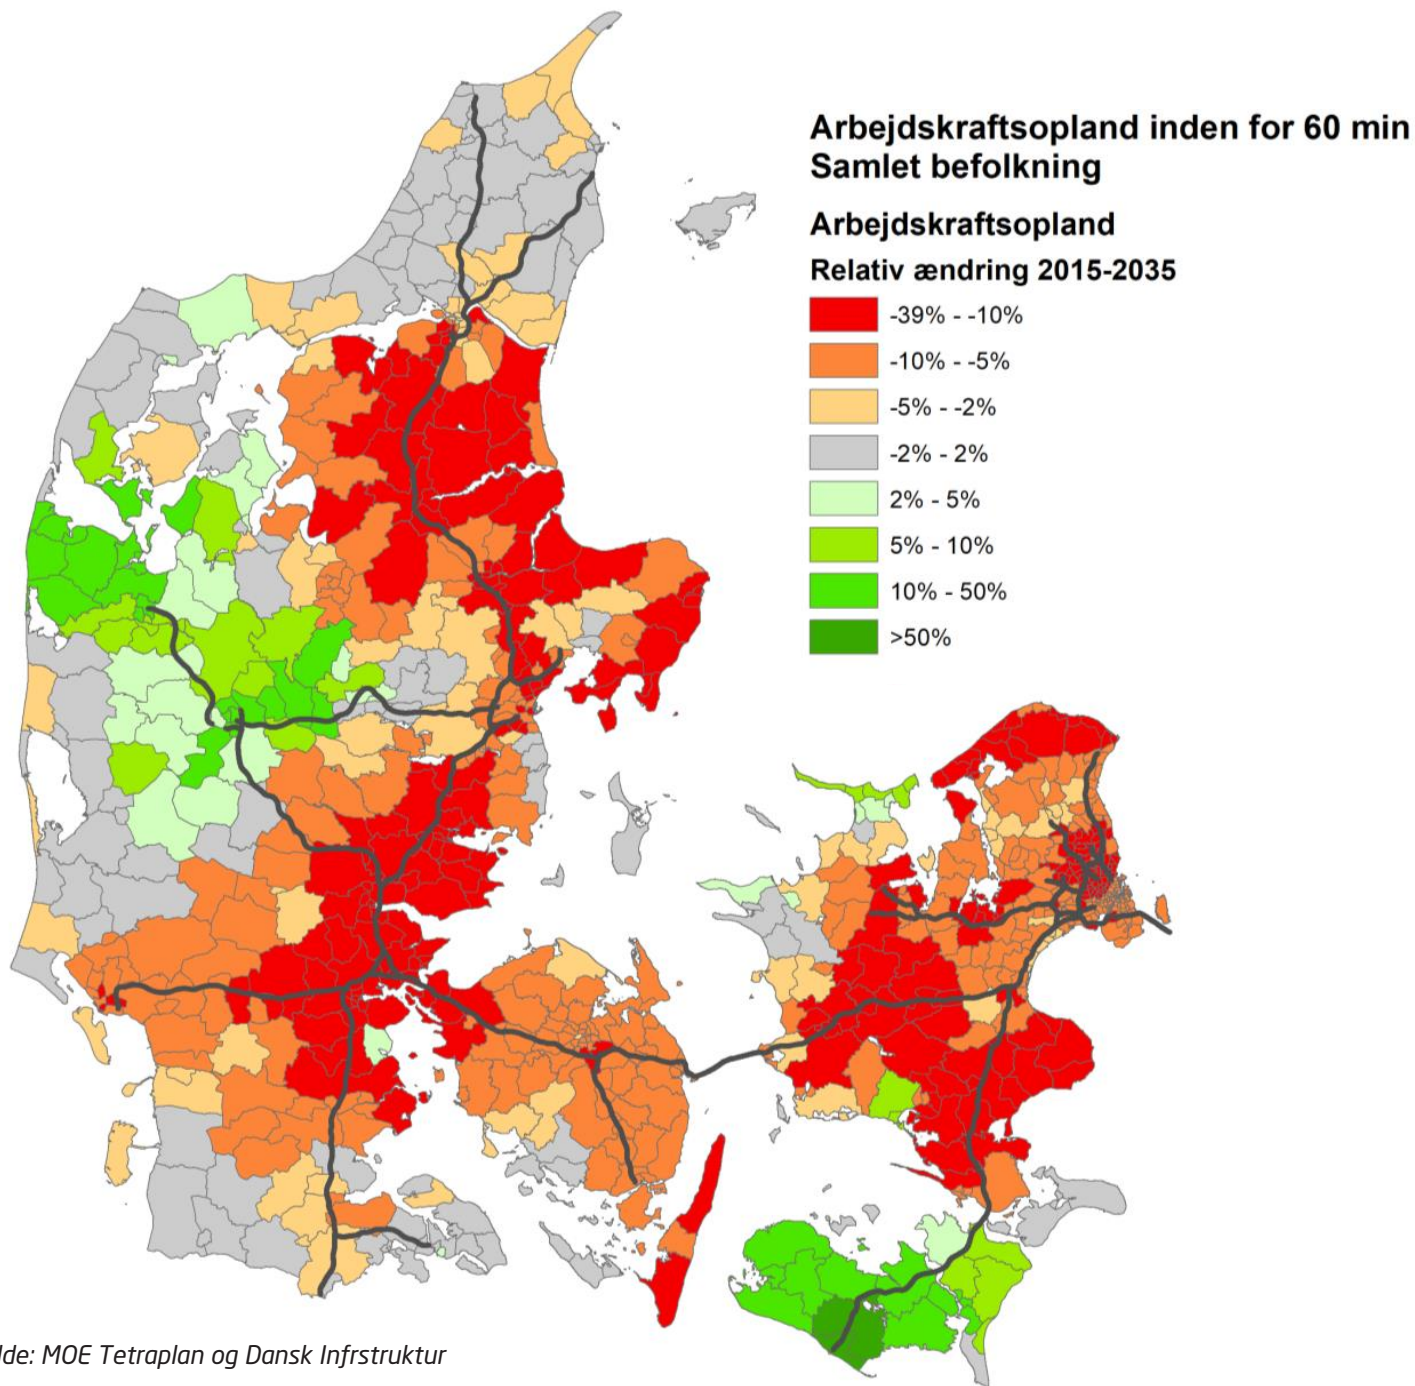 Arbejdskraftsopland inden for 60 min
Samlet befolkning
Arbejdskraftsopland
Relativ ændring 2015-2035
-39% - -10%
-10% - -5%
-5% - -2%
-2% - 2%
2% - 5%
5% - 10%
10% - 50%
>50%
lde: MOE Tetraplan og Dansk Infrstruktur